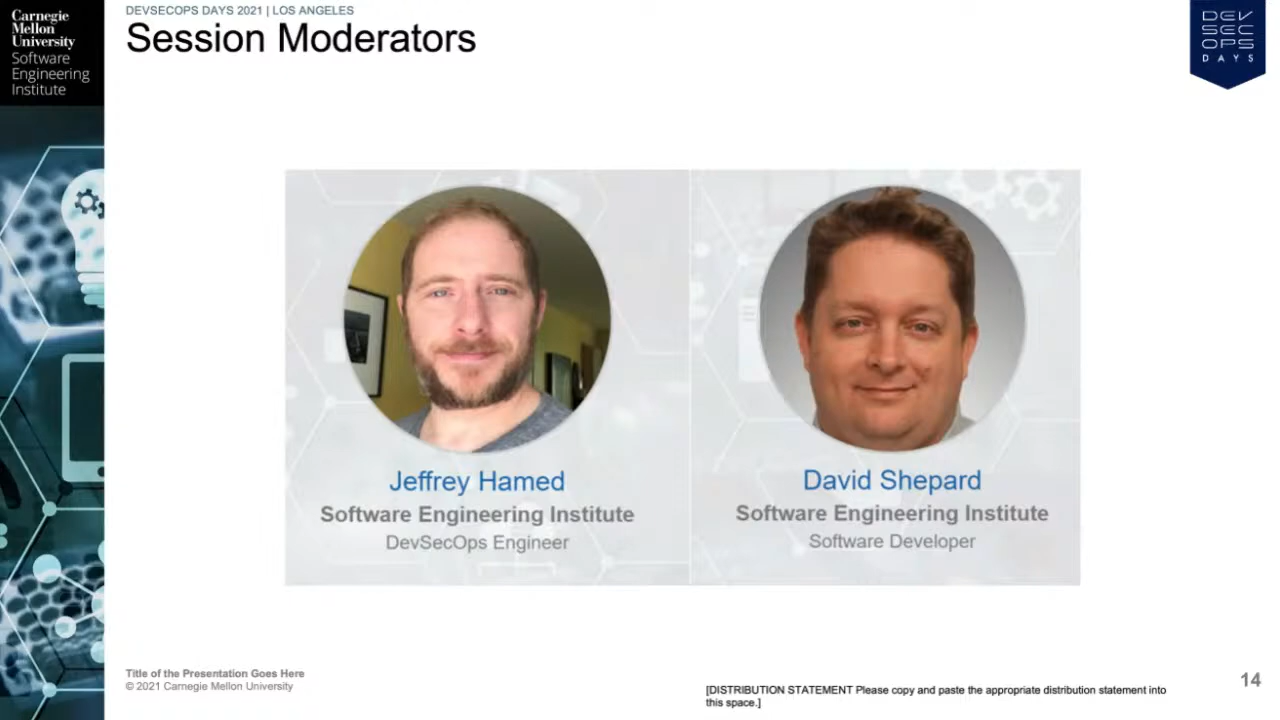 Carnegie
Mellon
University
Software
Engineering
Institute
DEVSECOPS DAYS 2021 | LOS ANGELES
Session Moderators
DEV
SEC
OPS
DAYS
Jeffrey Hamed
Software Engineering Institute
DevSecOps Engineer
David Shepard
Software Engineering Institute
Software Developer
Title of the Presentation Goes Here
© 2021 Carnegie Mellon University
[DISTRIBUTION STATEMENT Please copy and paste the appropriate distribution statement into
this space.]
14